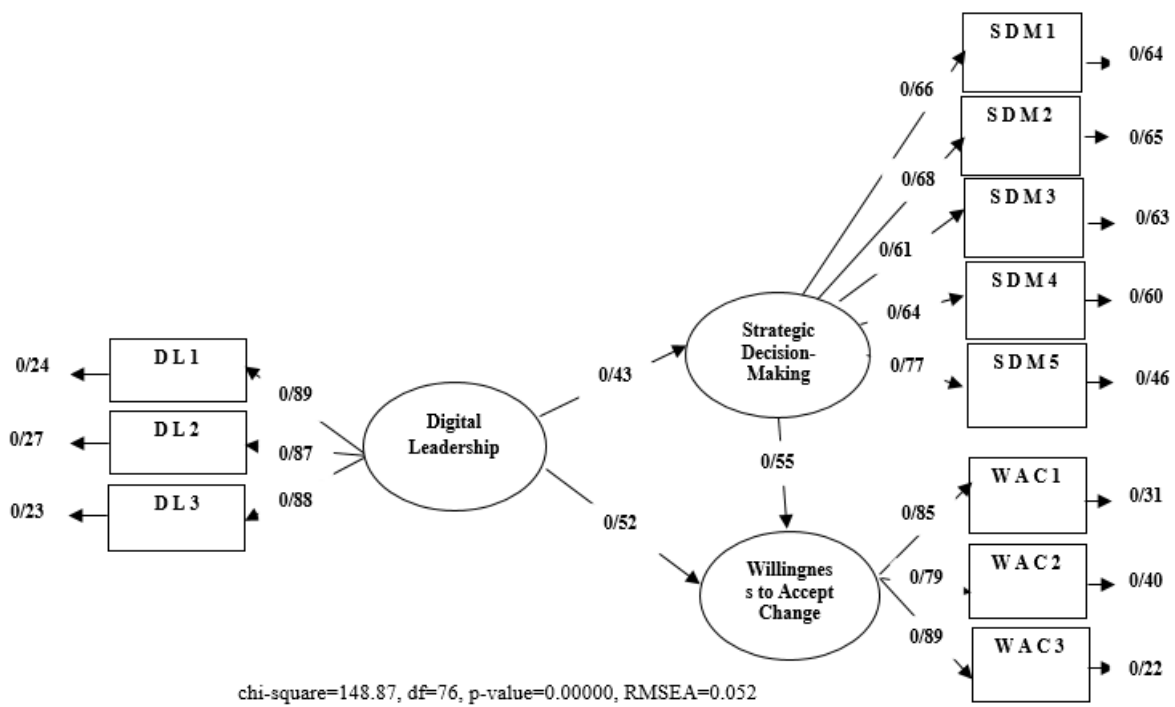 SDM1
0/64
0/66
SDM2
0/65
0/68
SDM3
0/63
0/61
SDM4
0/60
0/64
Strategic
Decision-
Making
SDM5
0/46
0/77
0/43
DL1
0/24
0/89
DL2
0/27
0/87
DL3
0/23
0/88
Digital
Leadership
0/55
0/52
WAC1
0/31
0/85
Willingnes
s to Accept
Change
WAC2
0/40
0/79
WAC3
0/22
0/89
chi-square=148.87, df=76, p-value=0.00000, RMSEA=0.052